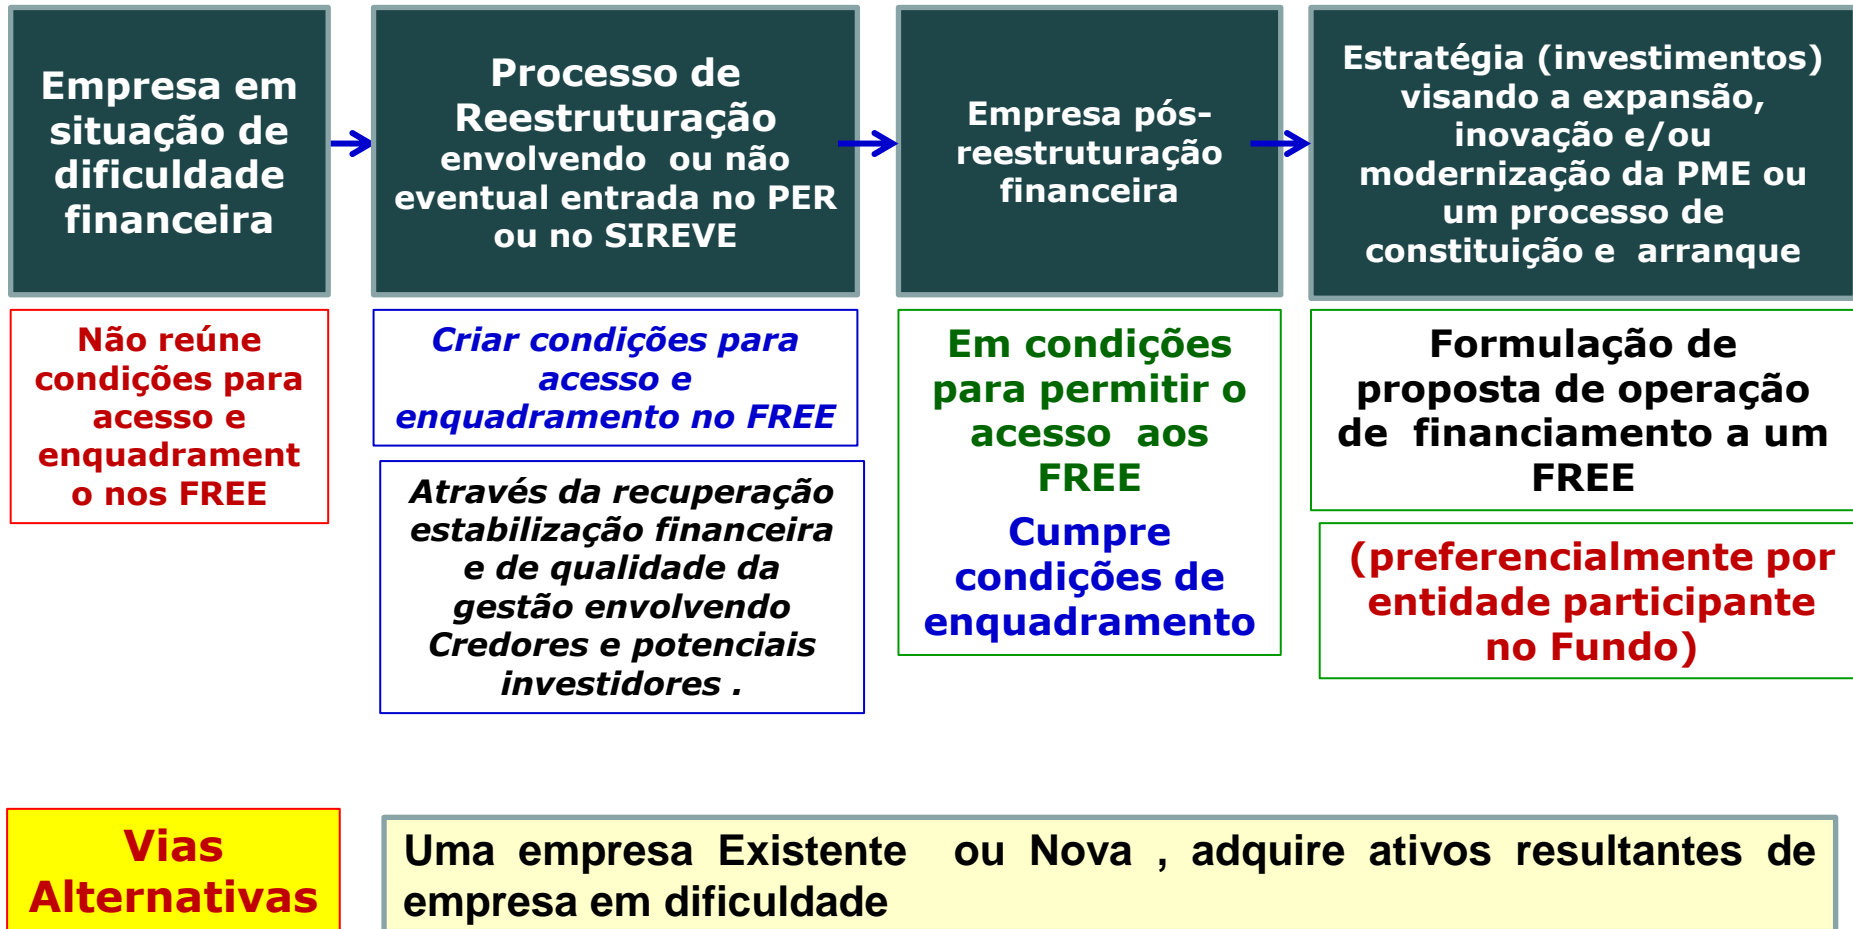 Empresa em
situação de
dificuldade
financeira
Processo de
Reestruturação
envolvendo ou não
eventual entrada no PER
ou no SIREVE
Empresa pós-
reestruturação
financeira
Estratégia (investimentos)
visando a expansão,
inovação e/ou
modernização da PME ou
um processo de
constituição e arranque
Não reúne
condições para
acesso e
enquadrament
o nos FREE
Criar condições para
acesso e
enquadramento no FREE
Através da recuperação
estabilização financeira
e de qualidade da
gestão envolvendo
Credores e potenciais
investidores .
Em condições
para permitir o
acesso aos
FREE
Cumpre
condições de
enquadramento
Formulação de
proposta de operação
de financiamento a um
FREE
(preferencialmente por
entidade participante
no Fundo)
Vias
Alternativas
Uma empresa Existente ou Nova , adquire ativos resultantes de
empresa em dificuldade